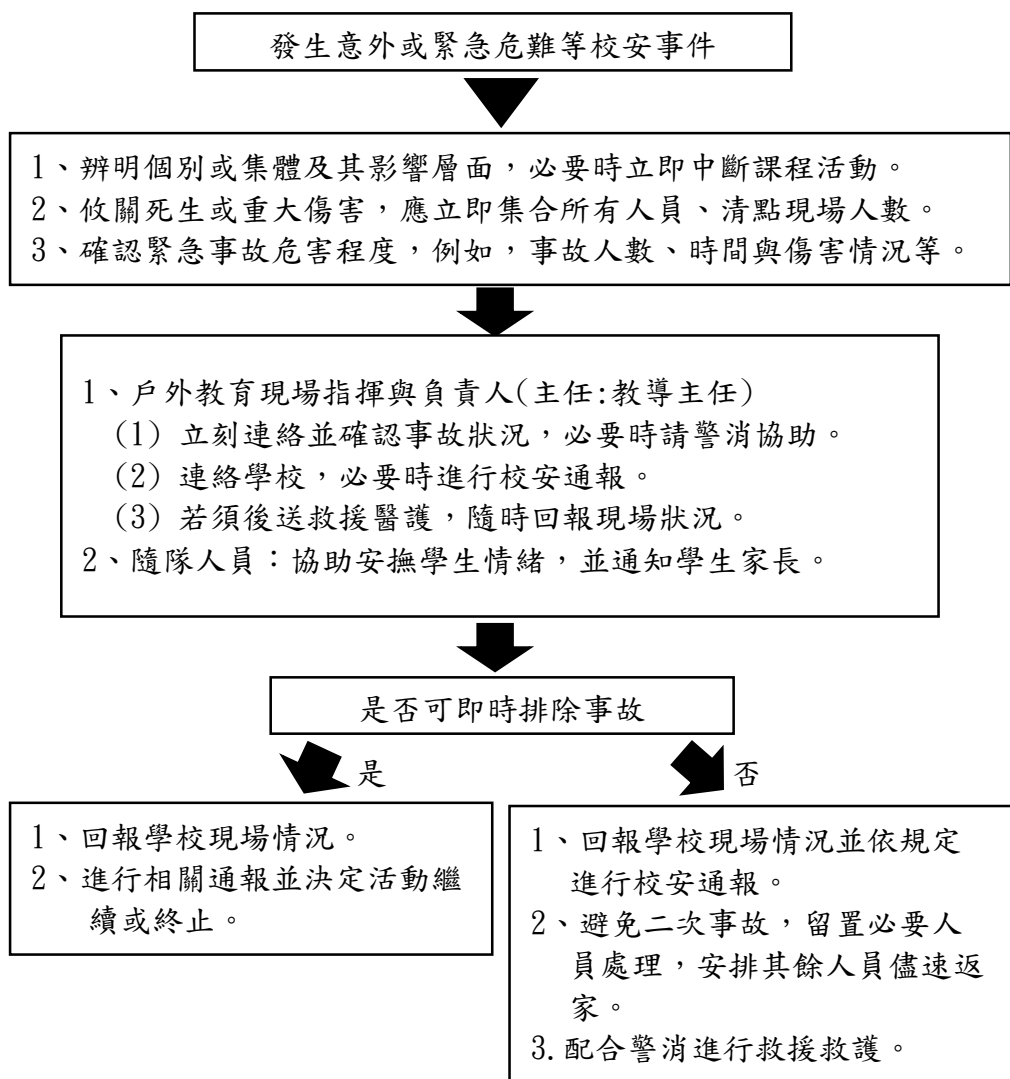 發生意外或緊急危難等校安事件
1、辨明個別或集體及其影響層面，必要時立即中斷課程活動。
2、攸關死生或重大傷害，應立即集合所有人員、清點現場人數。
3、確認緊急事故危害程度，例如，事故人數、時間與傷害情況等。
1、戶外教育現場指揮與負責人(主任:教導主任)
(1) 立刻連絡並確認事故狀況，必要時請警消協助。
(2) 連絡學校，必要時進行校安通報。
(3) 若須後送救援醫護，隨時回報現場狀況。
2、隨隊人員：協助安撫學生情緒，並通知學生家長。
是否可即時排除事故
是
否
1、回報學校現場情況。
2、進行相關通報並決定活動繼
續或終止。
1、回報學校現場情況並依規定
進行校安通報。
2、避免二次事故，留置必要人
員處理，安排其餘人員儘速返
家。
3.配合警消進行救援救護。